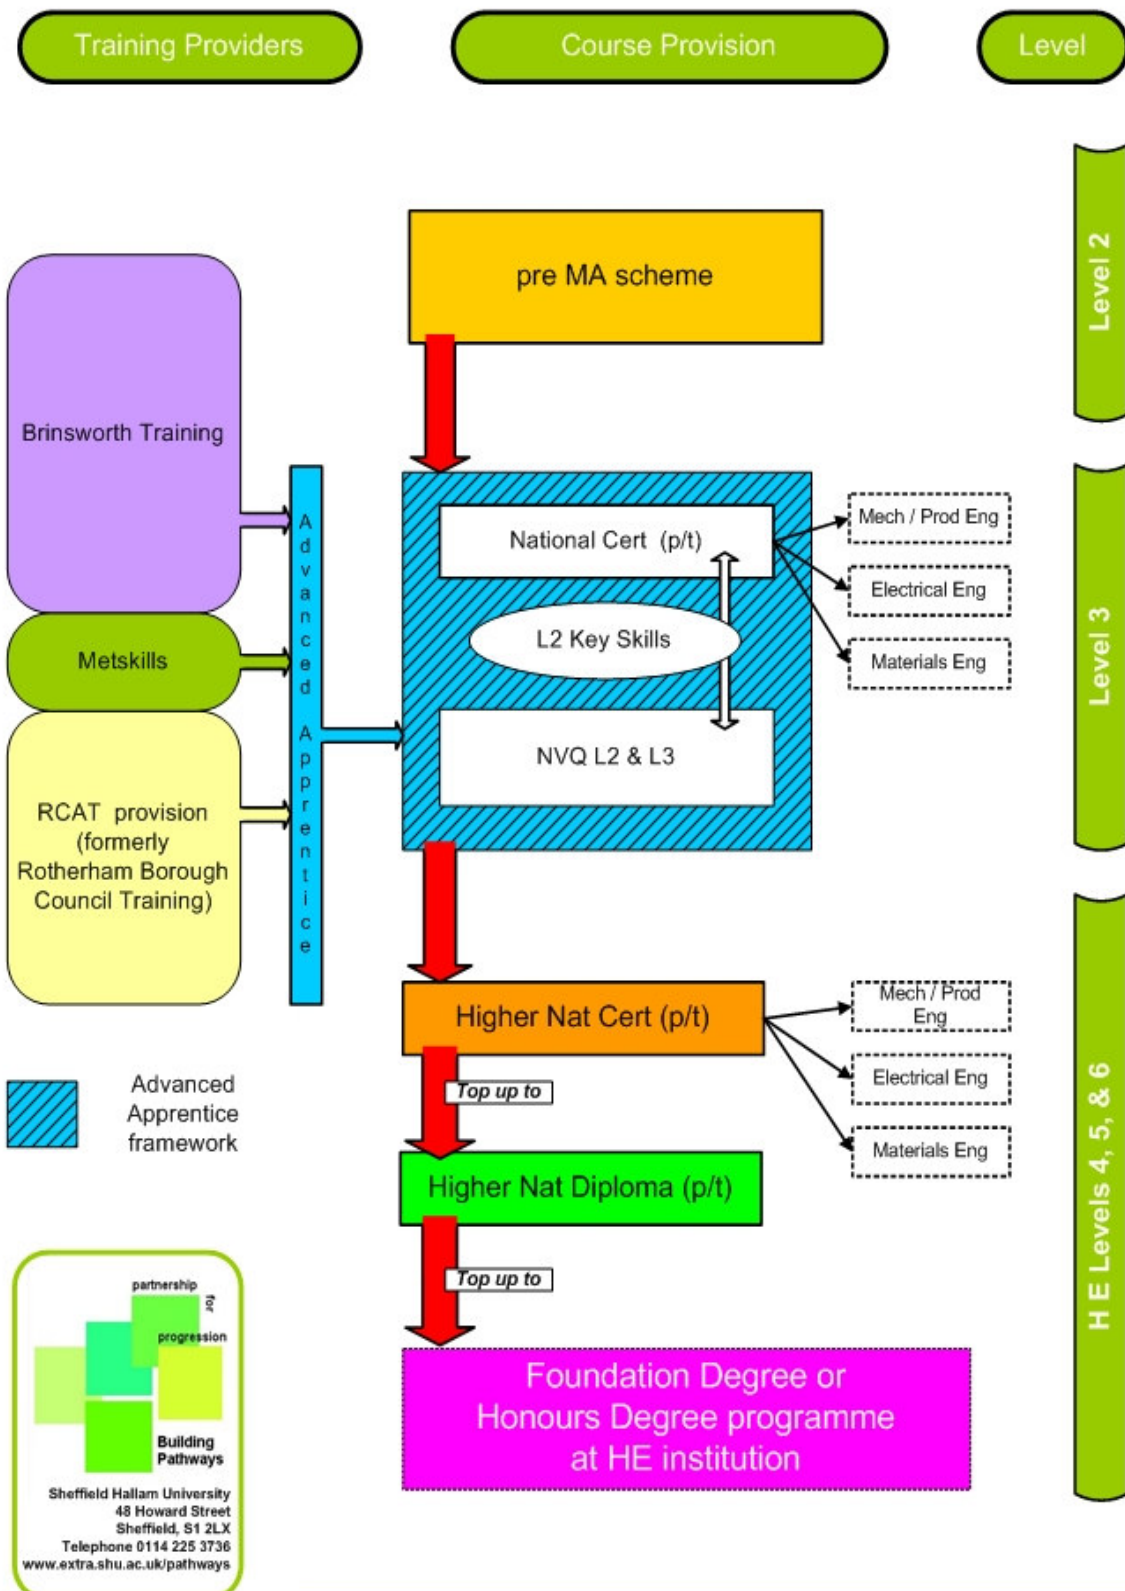 Training Providers
Course Provision
Level
pre MA scheme
Level 2
Brinsworth Training
Metskills
RCAT provision
(formerly
Rotherham Borough
Council Training)
Advanced Apprentice
National Cert (p/t)
L2 Key Skills
NVQ L2 & L3
Mech / Prod Eng
Electrical Eng
Materials Eng
Level 3
Higher Nat Cert (p/t)
Mech / Prod
Eng
Electrical Eng
Materials Eng
Top up to
Higher Nat Diploma (p/t)
Top up to
Foundation Degree or
Honours Degree programme
at HE institution
H E Levels 4, 5, & 6
Advanced
Apprentice
framework
partnership
for
progression
Building
Pathways
Sheffield Hallam University
48 Howard Street
Sheffield, S1 2LX
Telephone 0114 225 3736
www.extra.shu.ac.uk/pathways